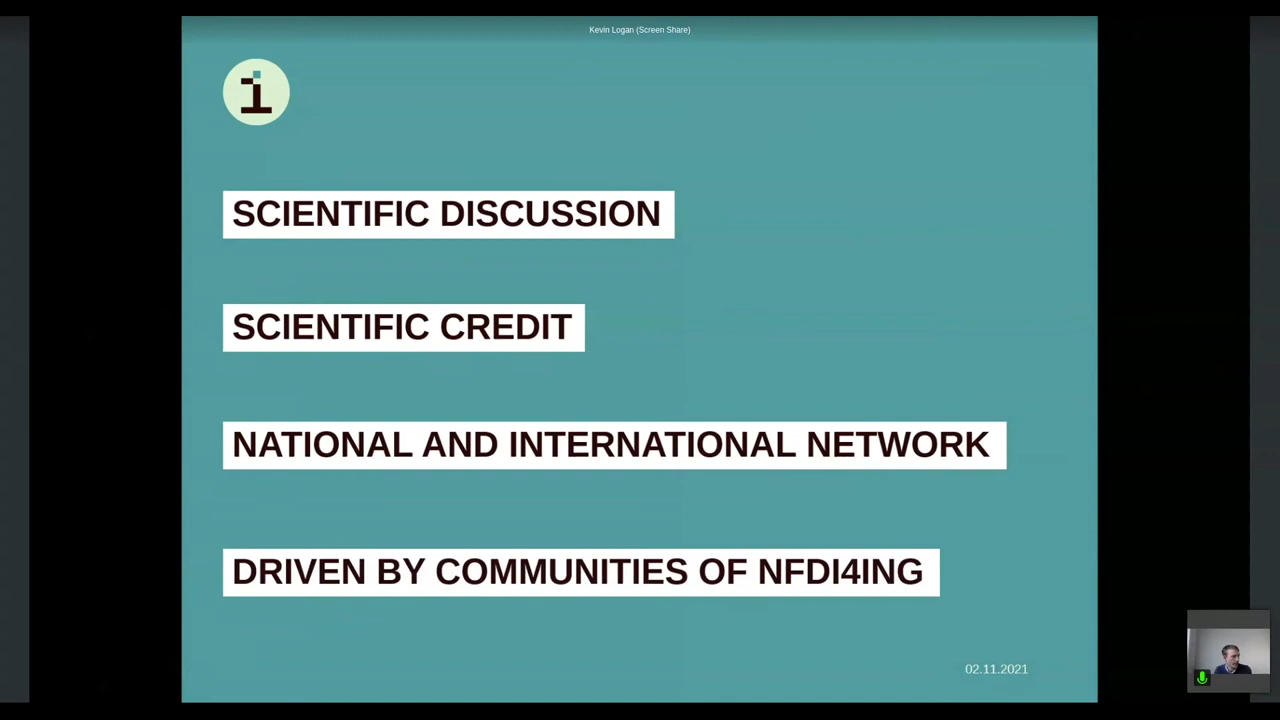 Kevin Logan (Screen Share)
i
SCIENTIFIC DISCUSSION
SCIENTIFIC CREDIT
NATIONAL AND INTERNATIONAL NETWORK
DRIVEN BY COMMUNITIES OF NFDI4ING
02.11.2021